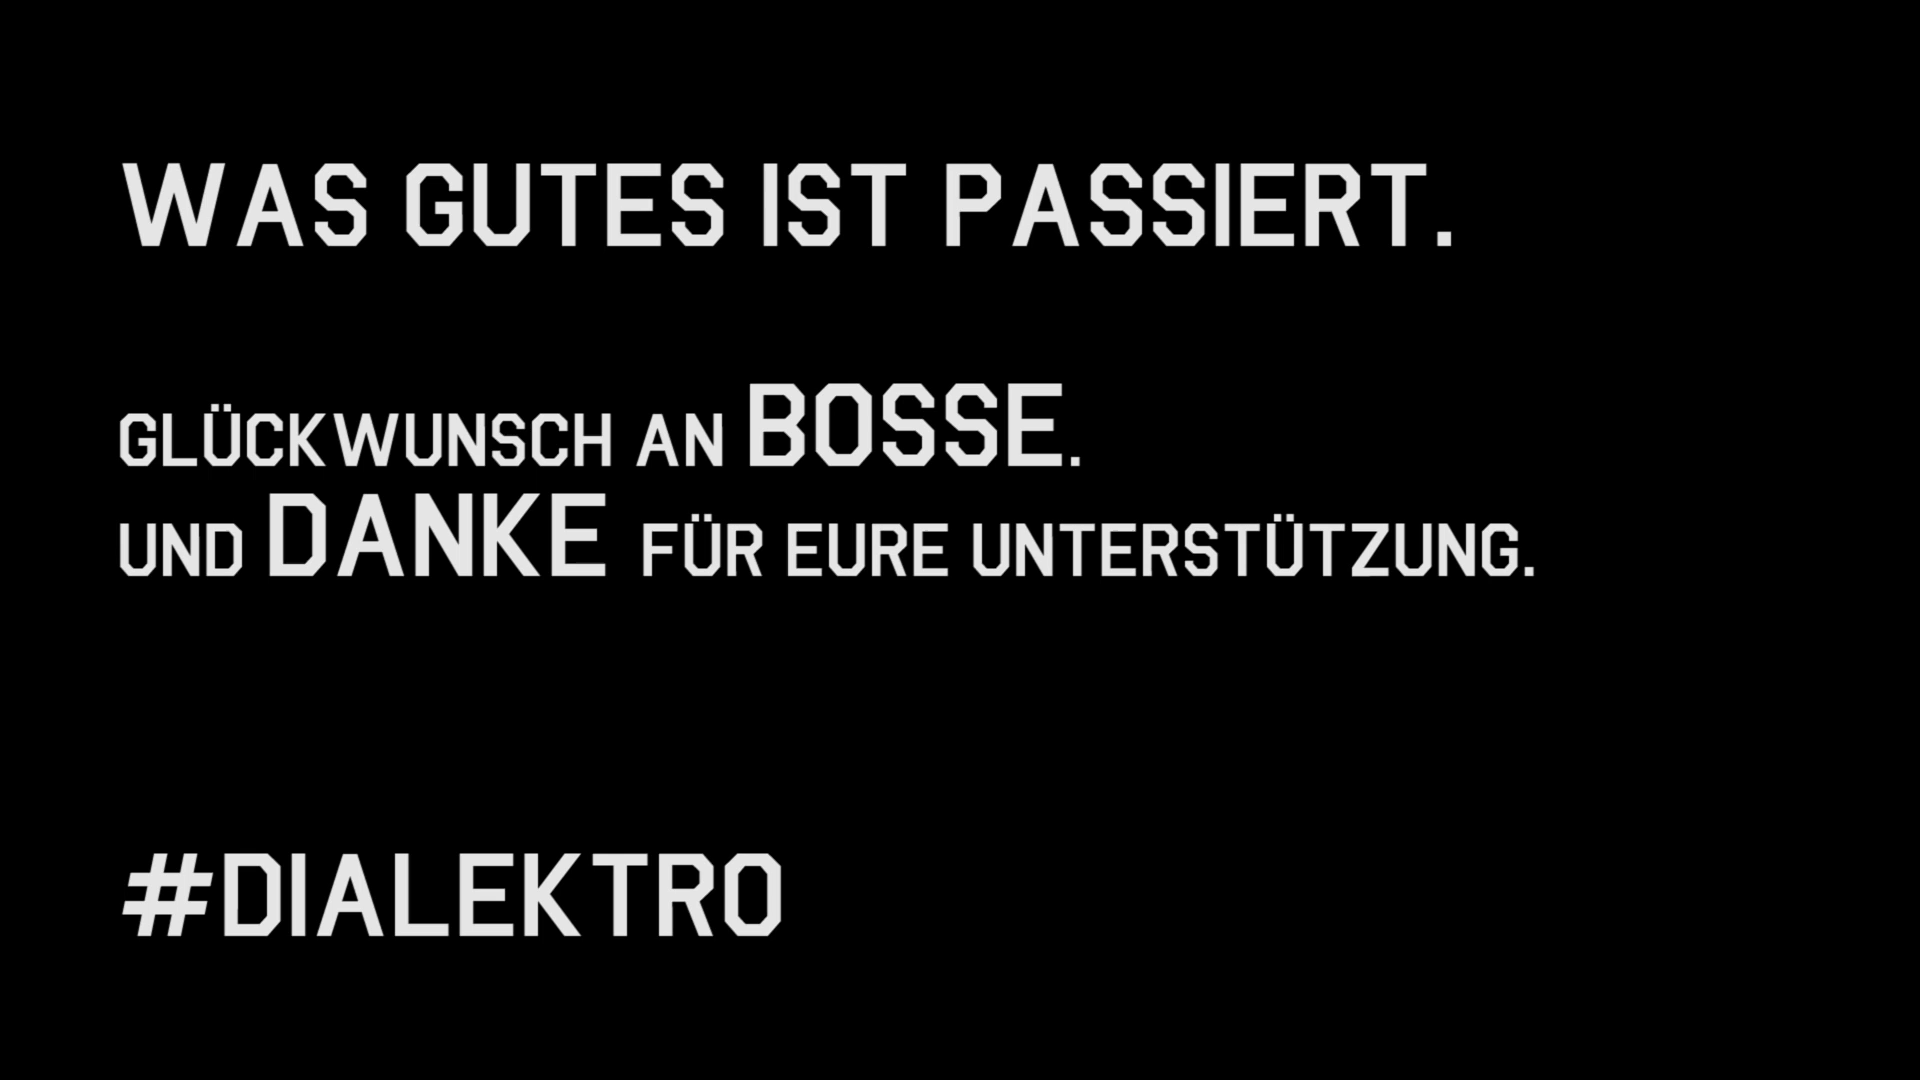 WAS GUTES IST PASSIERT.
GLÜCKWUNSCH AN BOSSE.
UND DANKE FÜR EURE UNTERSTÜTZUNG.
#DIALEKTRO